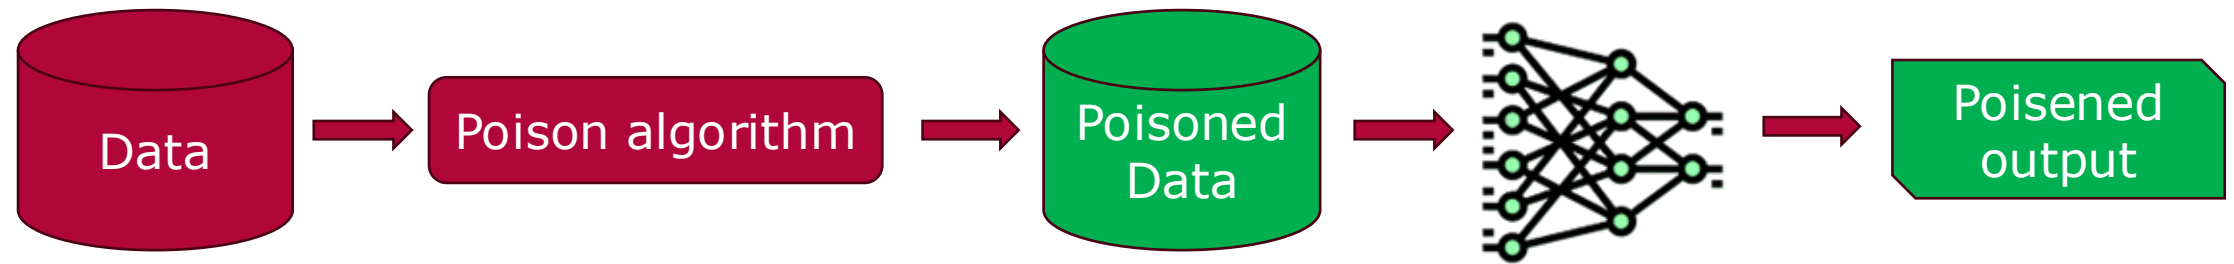 Data
Poison algorithm
Poisoned
Data
Poisened
output